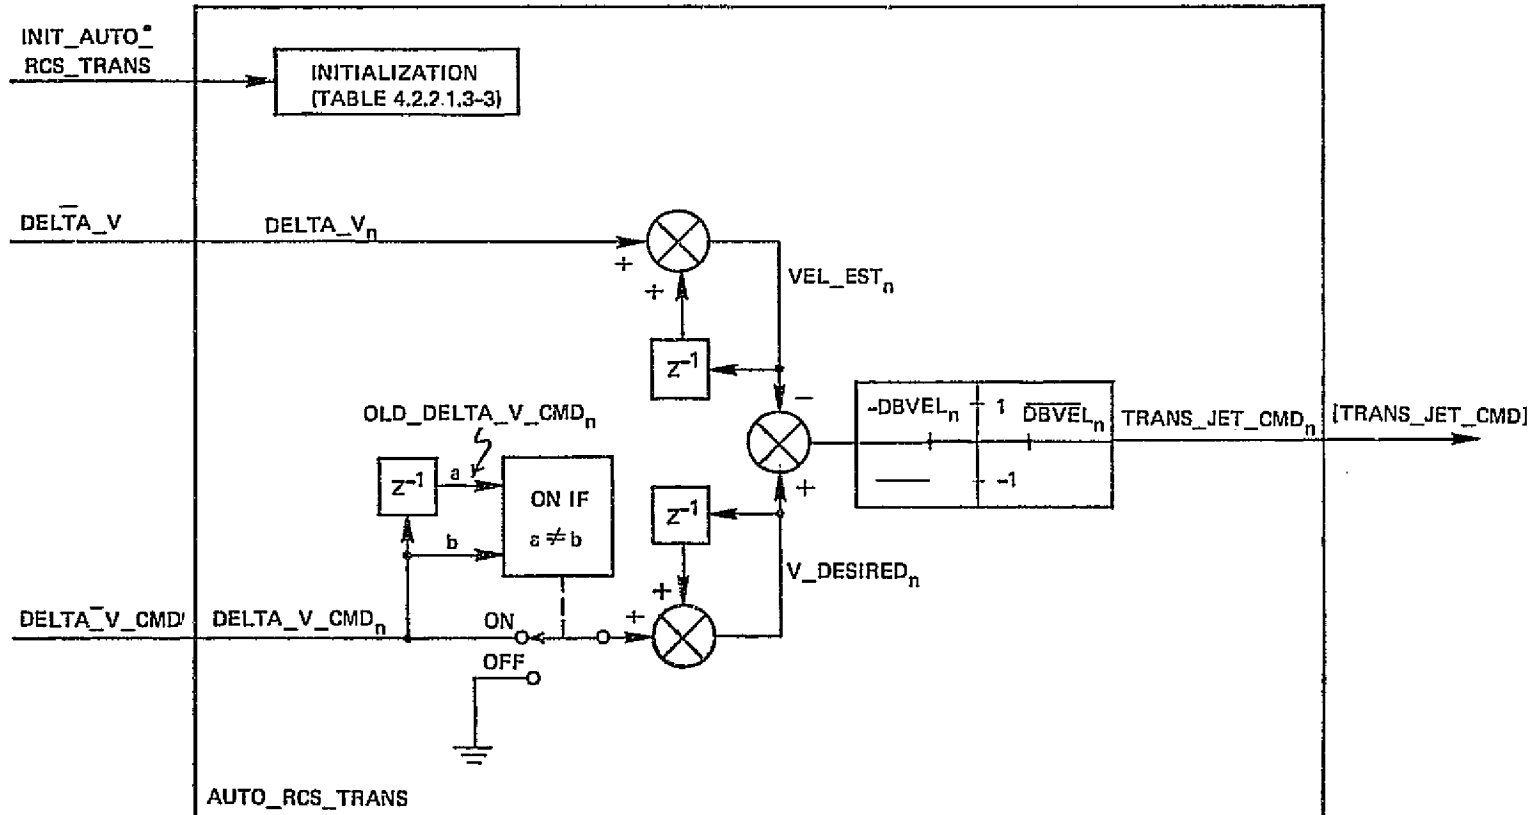 INIT_AUTO_
RCS_TRANS
INITIALIZATION
(TABLE 4.2.2.1.3-3)
DELTA_V
DELTA_Vn
+
+
VEL_ESTn
z-1
−
OLD_DELTA_V_CMDn
-DBVELn
1
DBVELn
-1
TRANS_JET_CMDn
[TRANS_JET_CMD]
z-1
a
b
ON IF
a ≠ b
z-1
+
V_DESIREDn
DELTA_V_CMD
DELTA_V_CMDn
ON
OFF
+
+
AUTO_RCS_TRANS